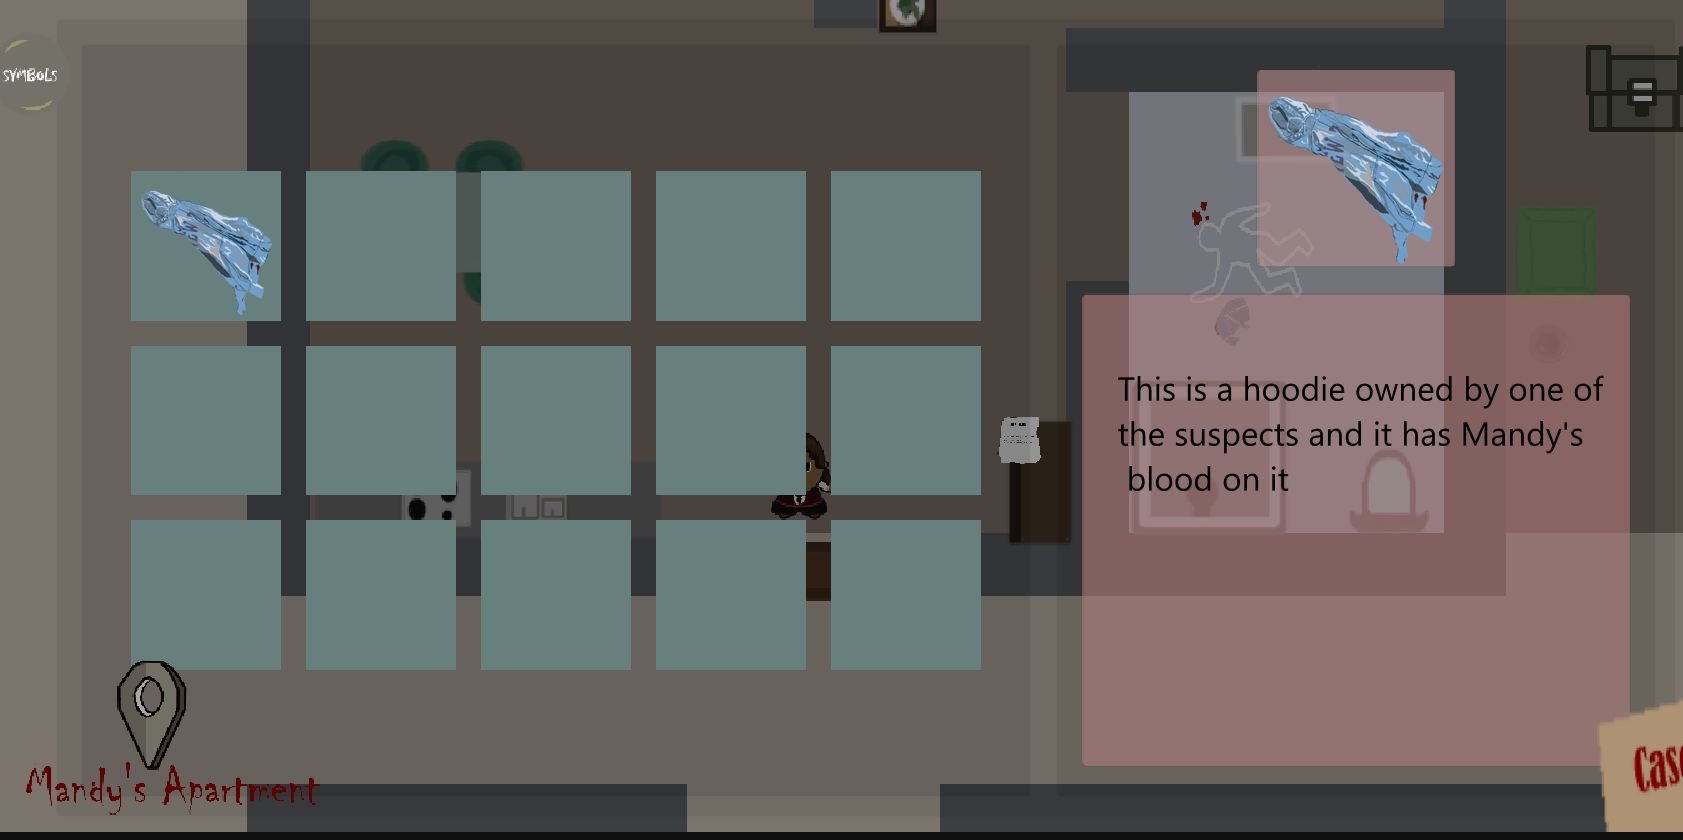 SYMBOLS
This is a hoodie owned by one of
the suspects and it has Mandy's
blood on it
Mandy's Apartment